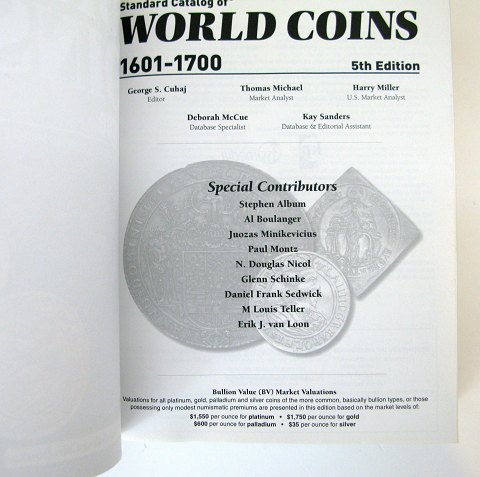 Standard Catalog of®
WORLD COINS
1601-1700 5th Edition
George S. Cuhaj Thomas Michael Harry Miller
Editor Market Analyst U.S. Market Analyst
Deborah McCue Kay Sanders
Database Specialist Database & Editorial Assistant
Special Contributors
Stephen Album
Al Boulanger
Juozas Minikevicius
Paul Montz
N. Douglas Nicol
Glenn Schinke
Daniel Frank Sedwick
M Louis Teller
Erik J. van Loon
Bullion Value (BV) Market Valuations
Valuations for all platinum, gold, palladium and silver coins of the more common, basically bullion types, or those
possessing only modest numismatic premiums are presented in this edition based on the market levels of:
$1,550 per ounce for platinum • $1,750 per ounce for gold
$600 per ounce for palladium • $35 per ounce for silver